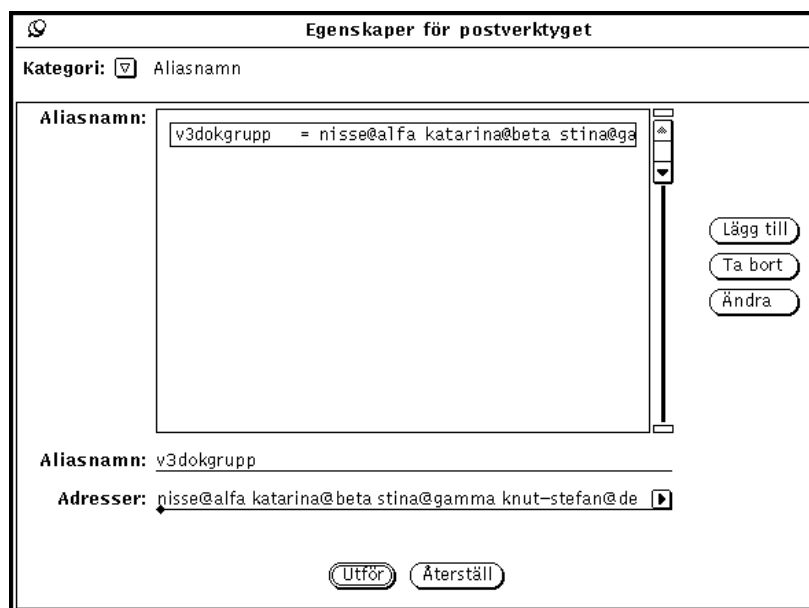 Egenskaper för postverktyget
Kategori: Aliasnamn
Aliasnamn:
v3dokgrupp = nisse@alfa katarina@beta stina@ga
Lägg till
Ta bort
Ändra
Aliasnamn: v3dokgrupp
Adresser: nisse@alfa katarina@beta stina@gamma knut-stefan@de
Utför Återställ